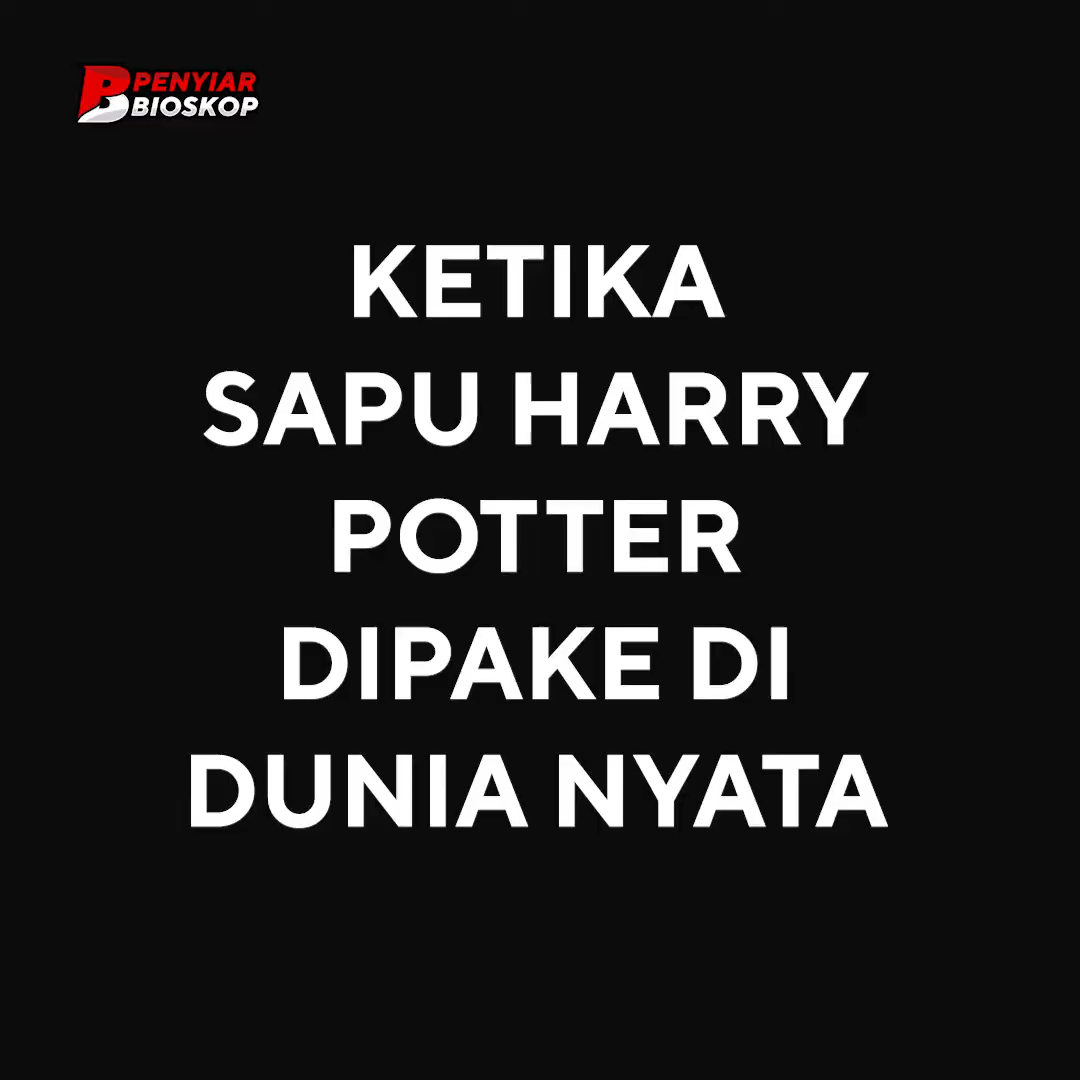 PENYIAR
BIOSKOP
KETIKA
SAPU HARRY
POTTER
DIPAKE DI
DUNIA NYATA